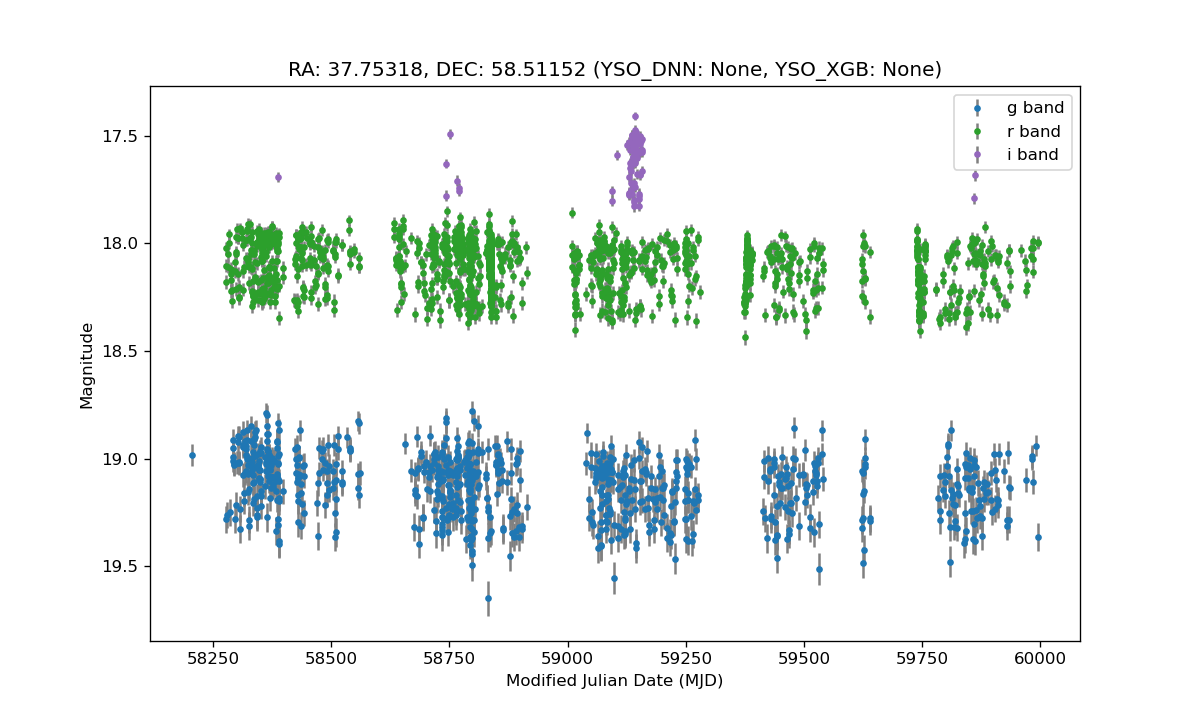 RA: 37.75318, DEC: 58.51152 (YSO_DNN: None, YSO_XGB: None)
g band
r band
i band
17.5
18.0
18.5
19.0
19.5
Magnitude
58250 58500 58750 59000 59250 59500 59750 60000
Modified Julian Date (MJD)